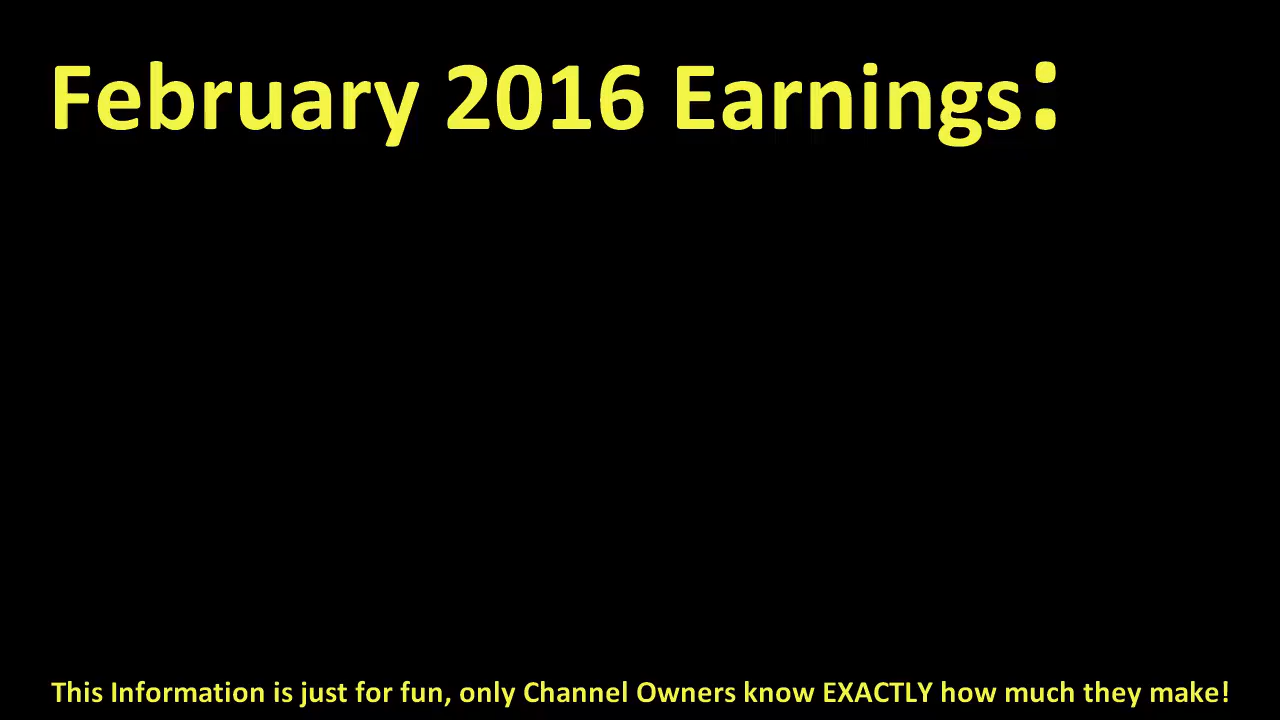 February 2016 Earnings:
This Information is just for fun, only Channel Owners know EXACTLY how much they make!